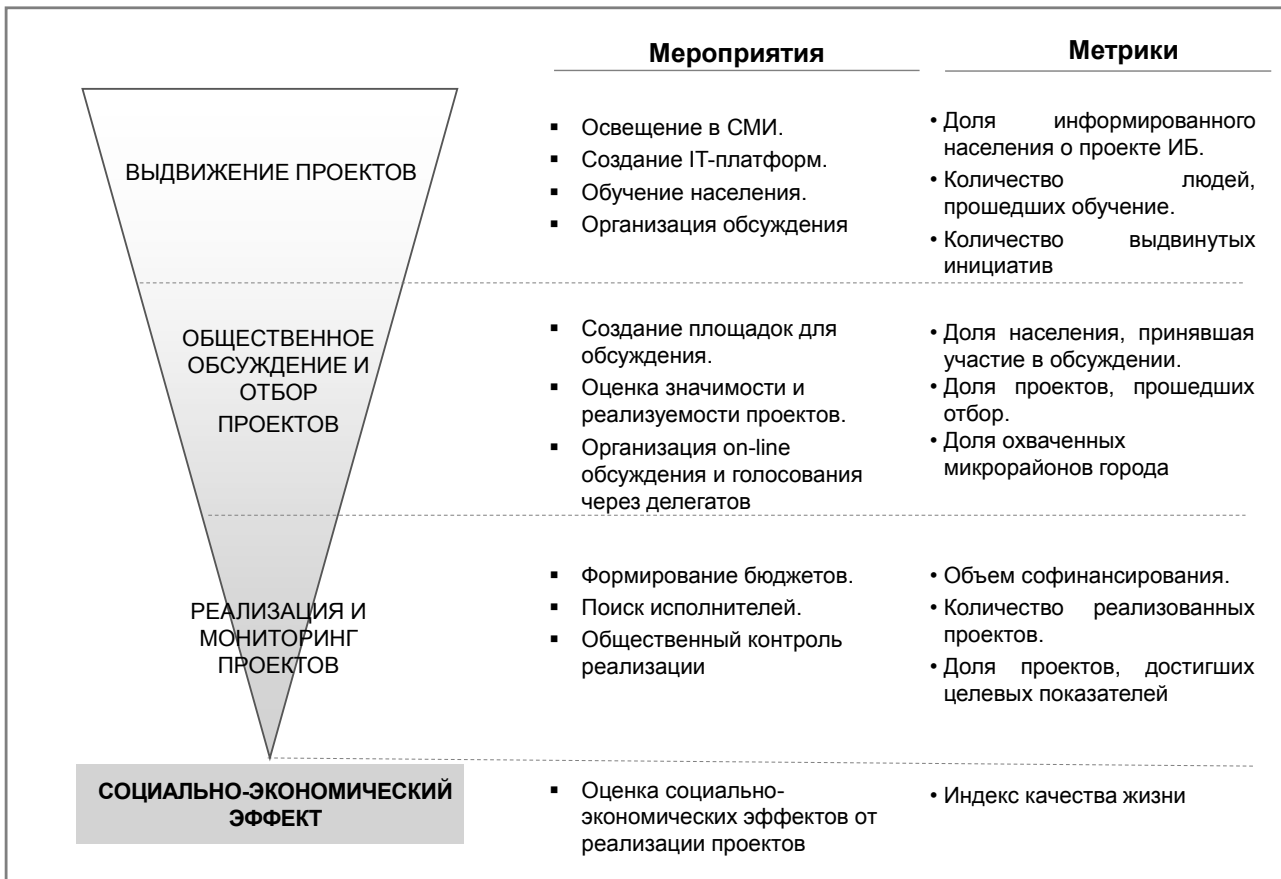 Мероприятия
Метрики
ВЫДВИЖЕНИЕ ПРОЕКТОВ
▪ Освещение в СМИ.
▪ Создание IT-платформ.
▪ Обучение населения.
▪ Организация обсуждения
• Доля информированного
населения о проекте ИБ.
• Количество людей,
прошедших обучение.
• Количество выдвинутых
инициатив
ОБЩЕСТВЕННОЕ
ОБСУЖДЕНИЕ И
ОТБОР
ПРОЕКТОВ
▪ Создание площадок для
обсуждения.
▪ Оценка значимости и
реализуемости проектов.
▪ Организация on-line
обсуждения и голосования
через делегатов
• Доля населения, принявшая
участие в обсуждении.
• Доля проектов, прошедших
отбор.
• Доля охваченных
микрорайонов города
РЕАЛИЗАЦИЯ И
МОНИТОРИНГ
ПРОЕКТОВ
▪ Формирование бюджетов.
▪ Поиск исполнителей.
▪ Общественный контроль
реализации
• Объем софинансирования.
• Количество реализованных
проектов.
• Доля проектов, достигших
целевых показателей
СОЦИАЛЬНО-ЭКОНОМИЧЕСКИЙ
ЭФФЕКТ
▪ Оценка социально-
экономических эффектов от
реализации проектов
• Индекс качества жизни